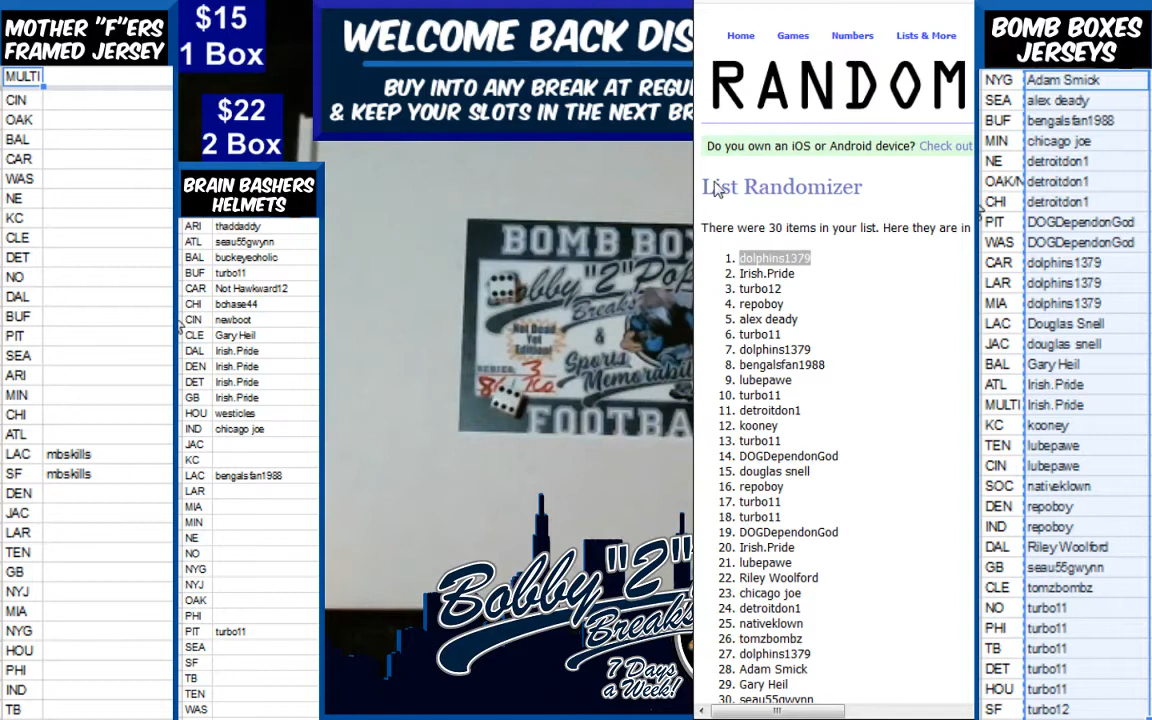 MOTHER "F"ERS
FRAMED JERSEY
MULTI
CIN
OAK
BAL
CAR
WAS
NE
KC
CLE
DET
NO
DAL
BUF
PIT
SEA
ARI
MIN
CHI
ATL
LAC mbskills
SF mbskills
DEN
JAC
LAR
TEN
GB
NYJ
MIA
NYG
HOU
PHI
IND
TB
$15
1 Box
$22
2 Box
BRAIN BASHERS
HELMETS
ARI thaddaddy
ATL seau55gwynn
BAL buckeyeoholic
BUF turbo11
CAR Not Hawkward12
CHI bchase44
CIN newboot
CLE Gary Heil
DAL Irish.Pride
DEN Irish.Pride
DET Irish.Pride
GB Irish.Pride
HOU westicles
IND chicago joe
JAC
KC
LAC bengalsfan1988
LAR
MIA
MIN
NE
NO
NYG
NYJ
OAK
PHI
PIT turbo11
SEA
SF
TB
TEN
WAS
WELCOME BACK DIS
BUY INTO ANY BREAK AT REGU
& KEEP YOUR SLOTS IN THE NEXT BR
BOMB BO
Bobby "2"
Breaks
Not Dead
Yet
Edition!
&
Sports
Memorabil
SERIES: 3
FOOTBA
Bobby "2"
Breaks
7 Days
a Week!
Home Games Numbers Lists & More
RANDOM
Do you own an iOS or Android device? Check out
List Randomizer
There were 30 items in your list. Here they are in
1. dolphins1379
2. Irish.Pride
3. turbo12
4. repoboy
5. alex deady
6. turbo11
7. dolphins1379
8. bengalsfan1988
9. lubepawe
10. turbo11
11. detroitdon1
12. kooney
13. turbo11
14. DOGDependonGod
15. douglas snell
16. repoboy
17. turbo11
18. turbo11
19. DOGDependonGod
20. Irish.Pride
21. lubepawe
22. Riley Woolford
23. chicago joe
24. detroitdon1
25. nativeklown
26. tomzbombz
27. dolphins1379
28. Adam Smick
29. Gary Heil
30. seau55gwynn
BOMB BOXES
JERSEYS
NYG Adam Smick
SEA alex deady
BUF bengalsfan1988
MIN chicago joe
NE detroitdon1
OAK/N detroitdon1
CHI detroitdon1
PIT DOGDependonGod
WAS DOGDependonGod
CAR dolphins1379
LAR dolphins1379
MIA dolphins1379
LAC Douglas Snell
JAC douglas snell
BAL Gary Heil
ATL Irish.Pride
MULTI Irish.Pride
KC kooney
TEN lubepawe
CIN lubepawe
SOC nativeklown
DEN repoboy
IND repoboy
DAL Riley Woolford
GB seau55gwynn
CLE tomzbombz
NO turbo11
PHI turbo11
TB turbo11
DET turbo11
HOU turbo11
SF turbo12